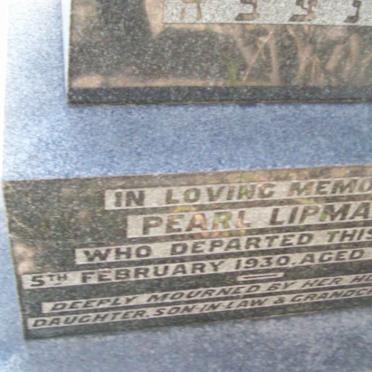 IN LOVING MEMO
PEARL LIPMA
WHO DEPARTED THIS
5TH FEBRUARY 1930. AGED
DEEPLY MOURNED BY HER H
DAUGHTER, SON-IN-LAW & GRANDC